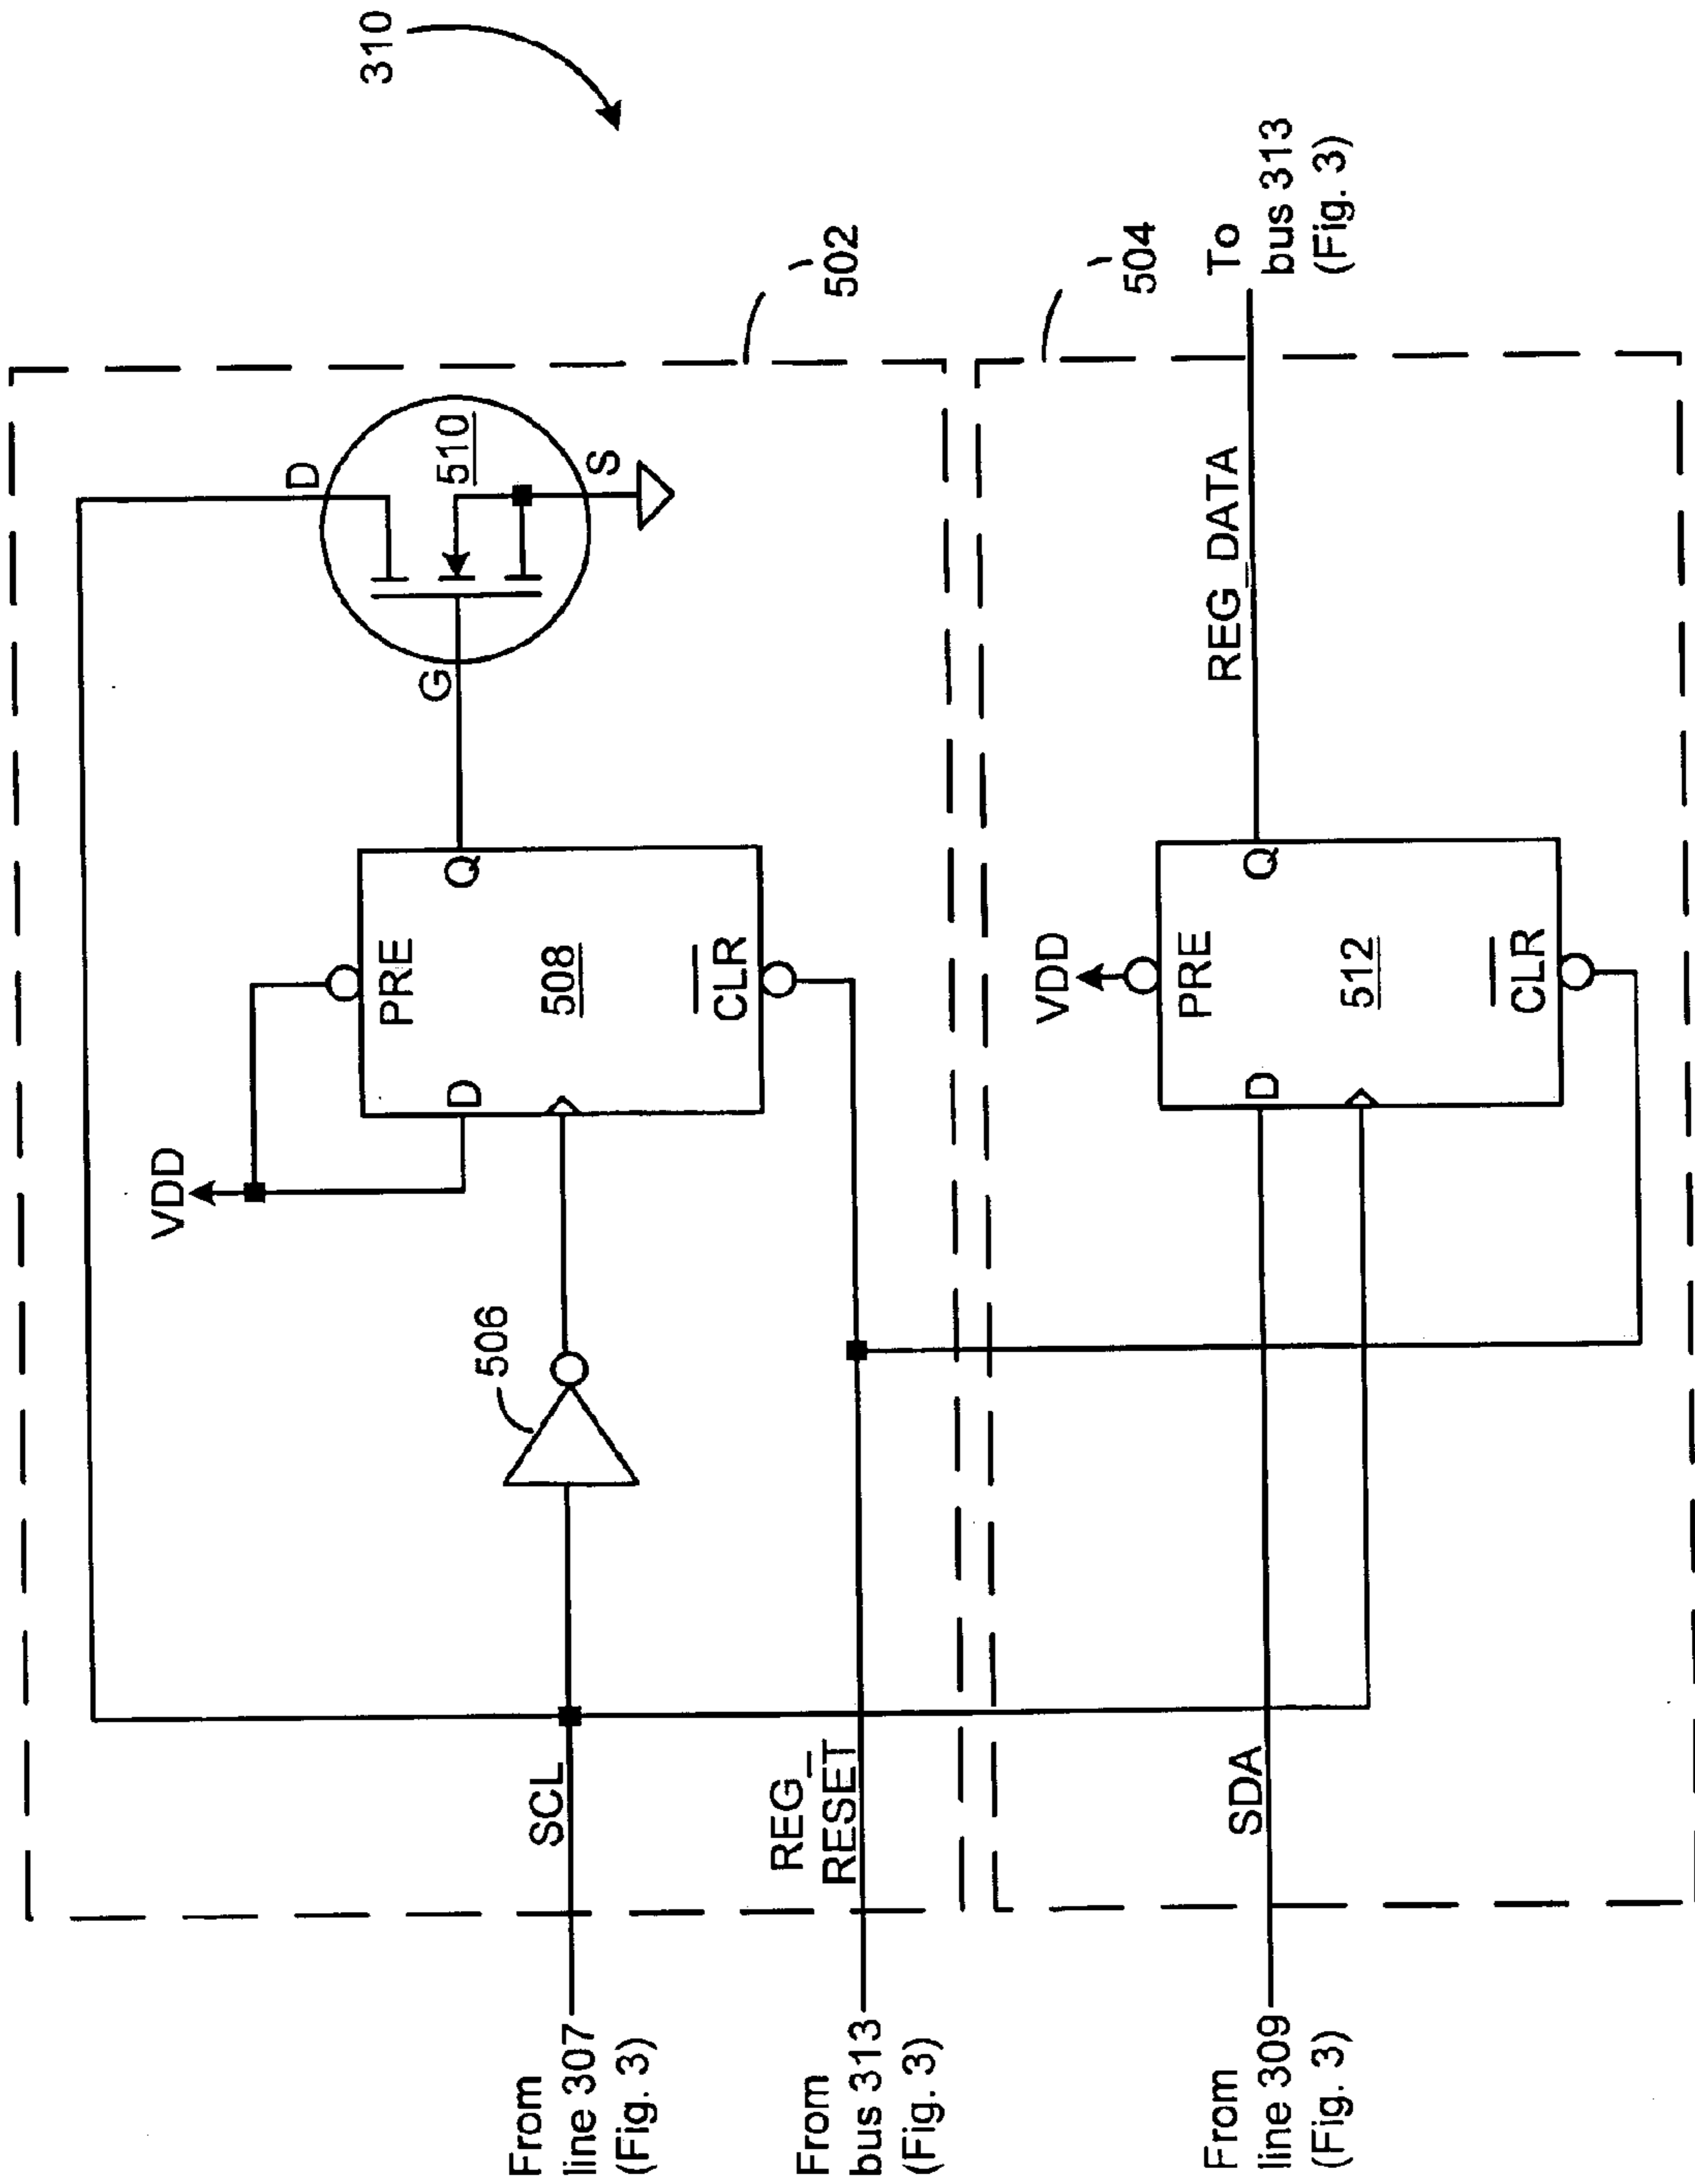 310
VDD
D
510
G
S
PRE
D
Q
508
CLR
506
SCL
From
line 307
(Fig. 3)
REG_
RESET
From
bus 313
(Fig. 3)
502
504
VDD
PRE
D
Q
512
CLR
REG_DATA
To
bus 313
(Fig. 3)
SDA
From
line 309
(Fig. 3)